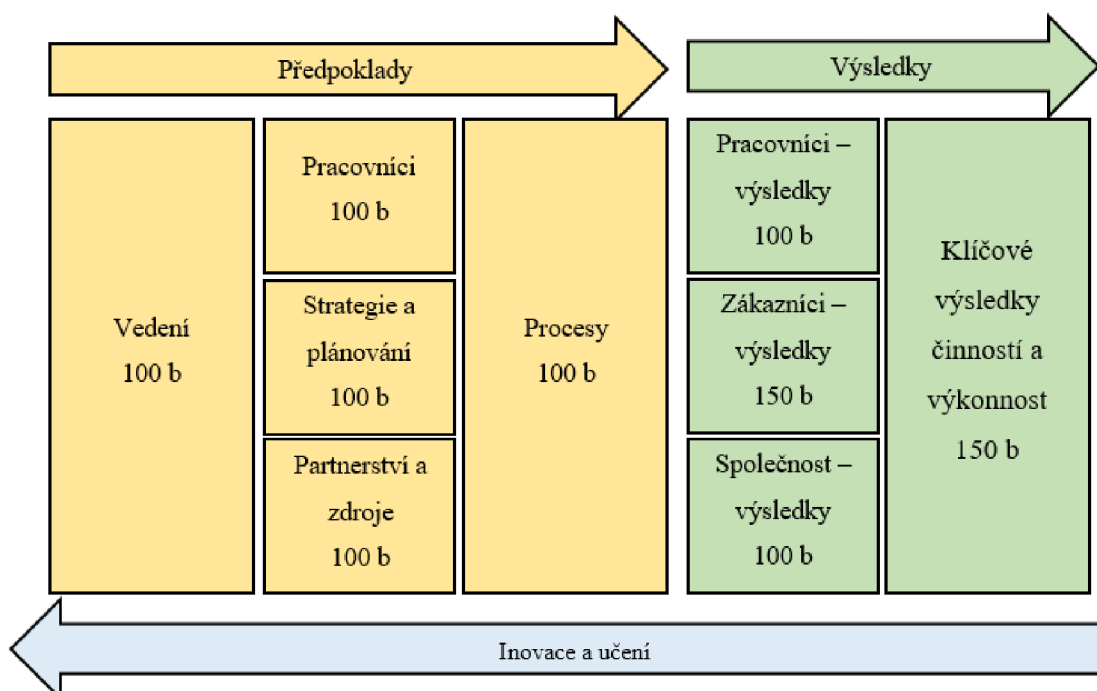 Předpoklady
Výsledky
Vedení
100 b
Pracovníci
100 b
Strategie a
plánování
100 b
Partnerství a
zdroje
100 b
Procesy
100 b
Pracovníci –
výsledky
100 b
Zákazníci –
výsledky
150 b
Společnost –
výsledky
100 b
Klíčové
výsledky
činností a
výkonnost
150 b
Inovace a učení